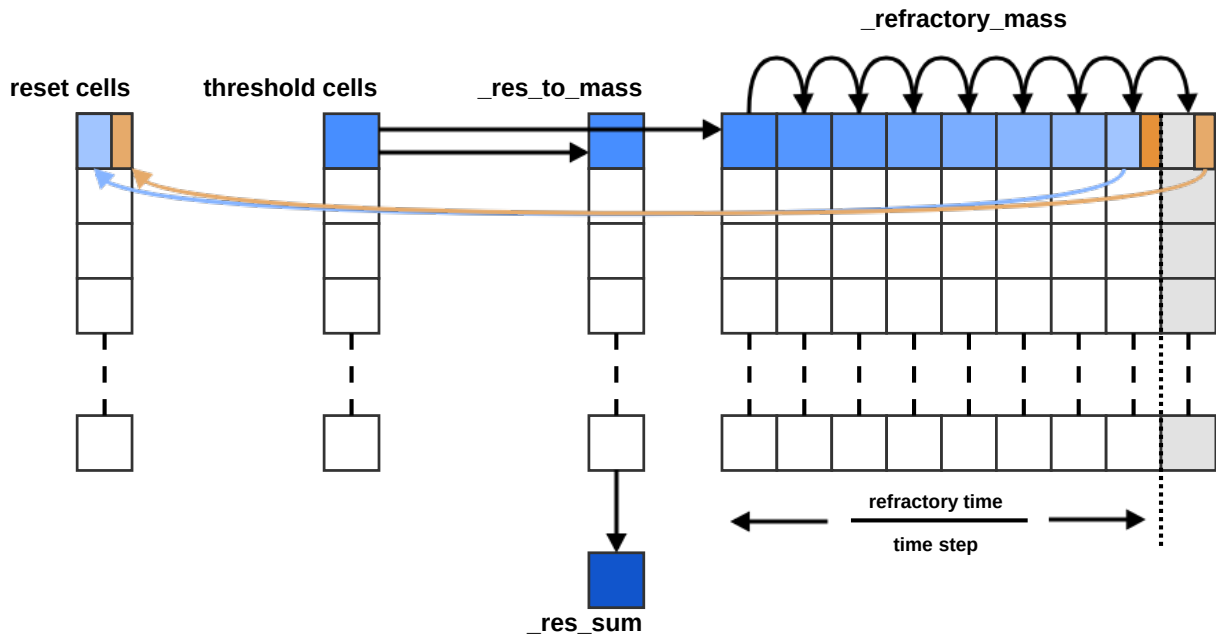 _refractory_mass
reset cells
threshold cells
_res_to_mass
refractory time
time step
_res_sum